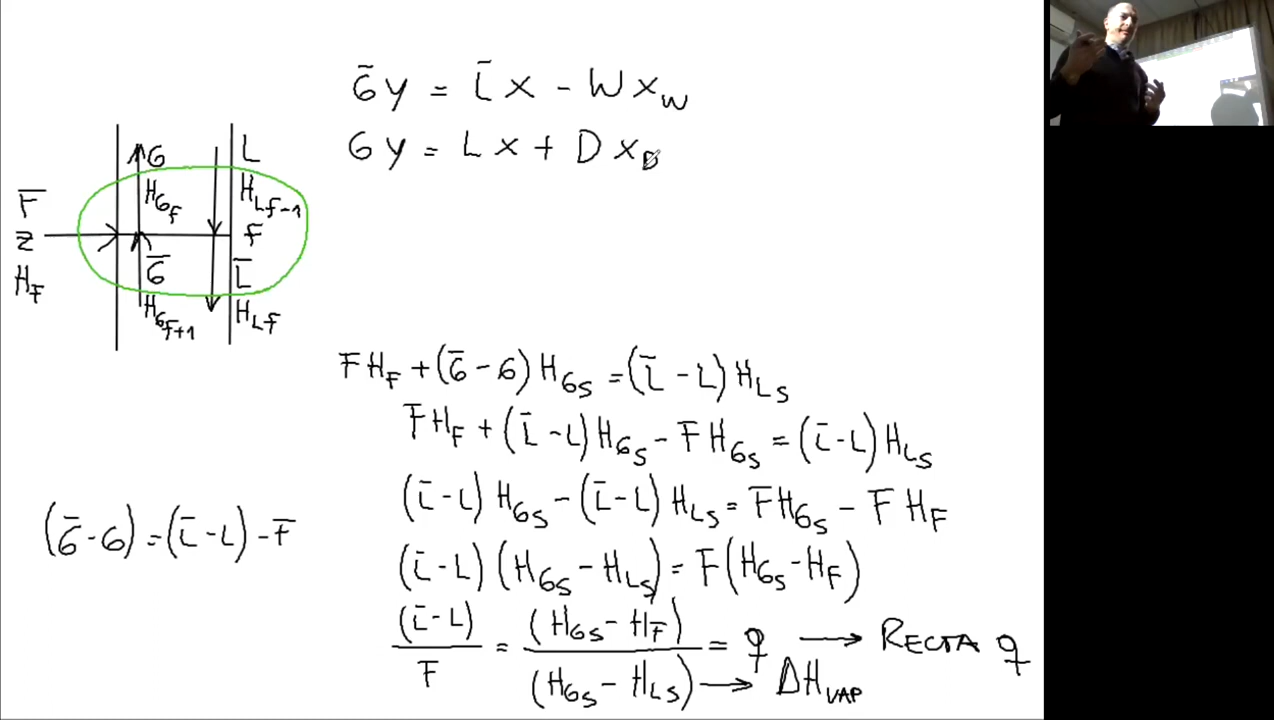 G̅y = L̅x - Wx_W
Gy = Lx + Dx_D
G L
H_Gf H_Lf-1
F
z f
H_F G̅ L̅
H_Gf+1 H_Lf
FH_F + (G̅ - G)H_Gs = (L̅ - L)H_Ls
FH_F + (L̅ - L)H_Gs - FH_Gs = (L̅ - L)H_Ls
(L̅ - L)H_Gs - (L̅ - L)H_Ls = FH_Gs - FH_F
(G̅ - G) = (L̅ - L) - F
(L̅ - L)(H_Gs - H_Ls) = F(H_Gs - H_F)
(L̅ - L) / F = (H_Gs - H_F) / (H_Gs - H_Ls) = q → RECTA q
→ ΔH_VAP